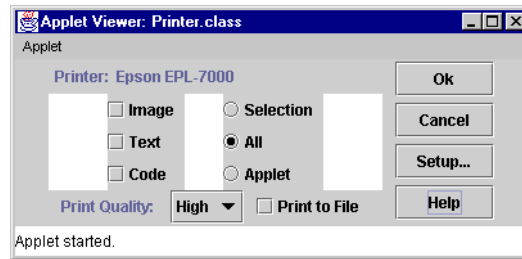 Applet Viewer: Printer.class
Applet
Printer: Epson EPL-7000
Ok
Image
Selection
Cancel
Text
All
Setup...
Code
Applet
Print Quality:
High
Print to File
Help
Applet started.